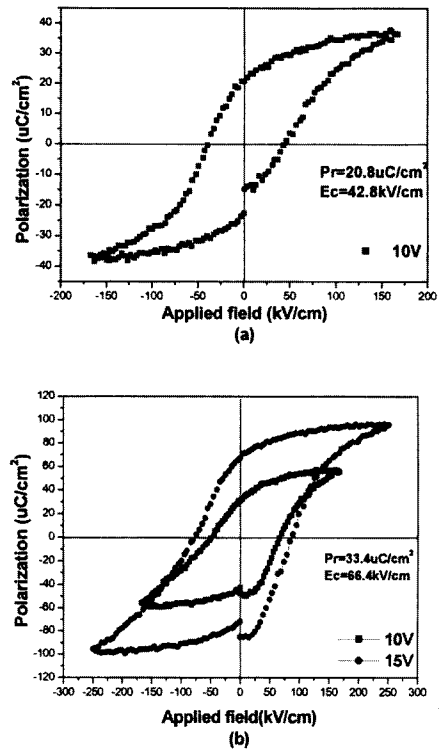 (a)
40
30
20
10
0
-10
-20
-30
-40
Polarization (uC/cm²)
Pr=20.8uC/cm²
Ec=42.8kV/cm
10V
-200 -150 -100 -50 0 50 100 150 200
Applied field (kV/cm)
(a)
120
100
80
60
40
20
0
-20
-40
-60
-80
-100
-120
Polarization (uC/cm²)
Pr=33.4uC/cm²
Ec=66.4kV/cm
10V
15V
-300 -250 -200 -150 -100 -50 0 50 100 150 200 250 300
Applied field(kV/cm)
(b)